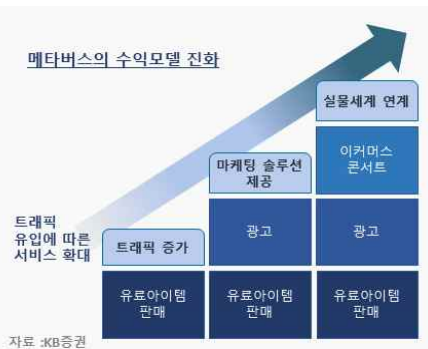 메타버스의 수익모델 진화
실물세계 연계
이커머스
콘서트
마케팅 솔루션
제공
트래픽
유입에 따른
서비스 확대
트래픽 증가
광고
광고
유료아이템
판매
유료아이템
판매
유료아이템
판매
자료 :KB증권